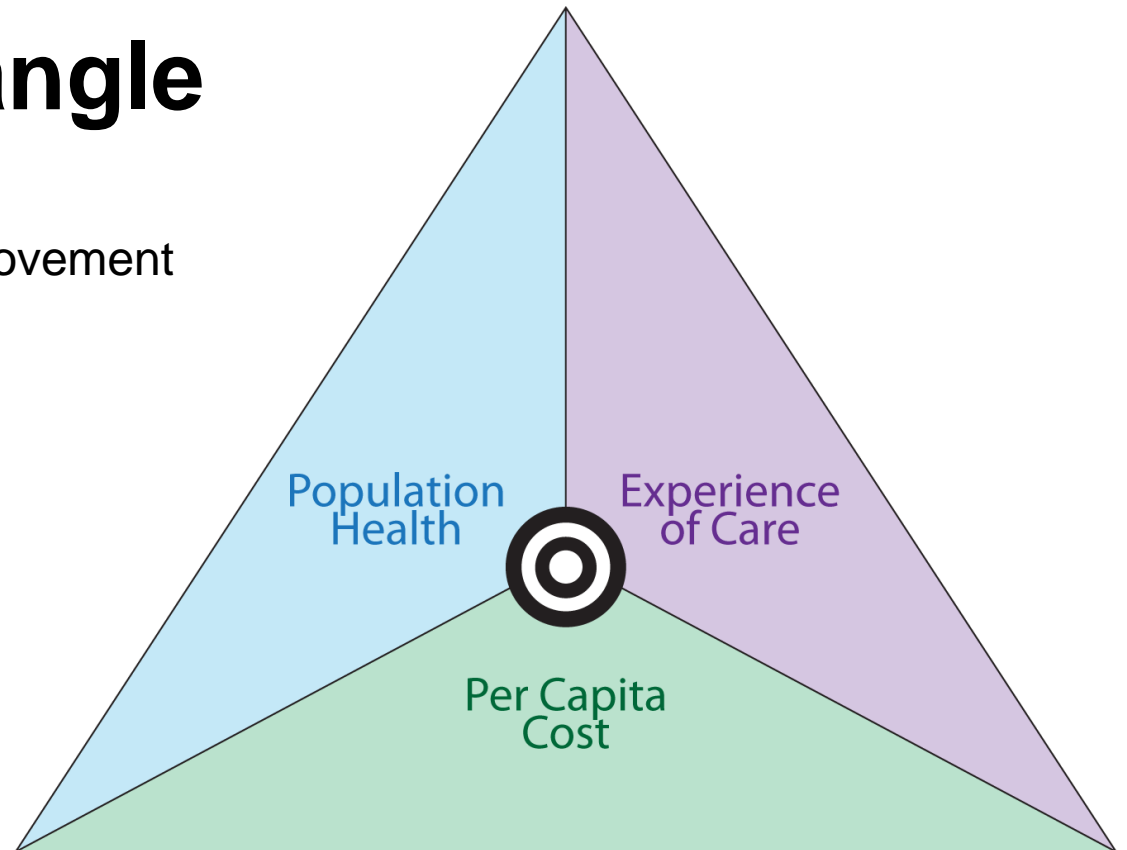 angle
ovement
Population
Health
Experience
of Care
Per Capita
Cost